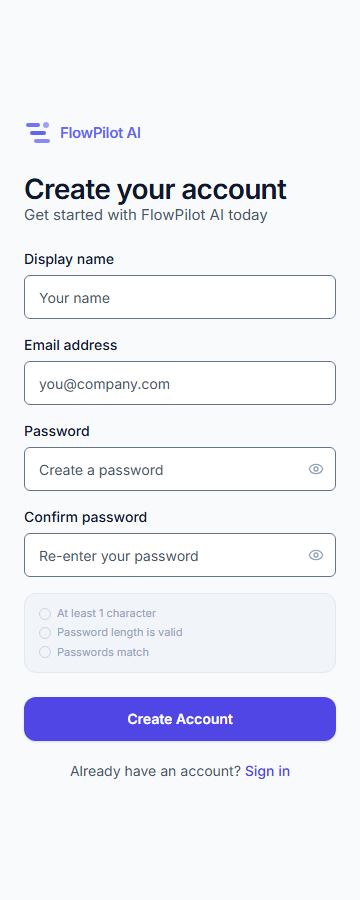 FlowPilot AI
Create your account
Get started with FlowPilot AI today
Display name
Your name
Email address
you@company.com
Password
Create a password
Confirm password
Re-enter your password
At least 1 character
Password length is valid
Passwords match
Create Account
Already have an account? Sign in